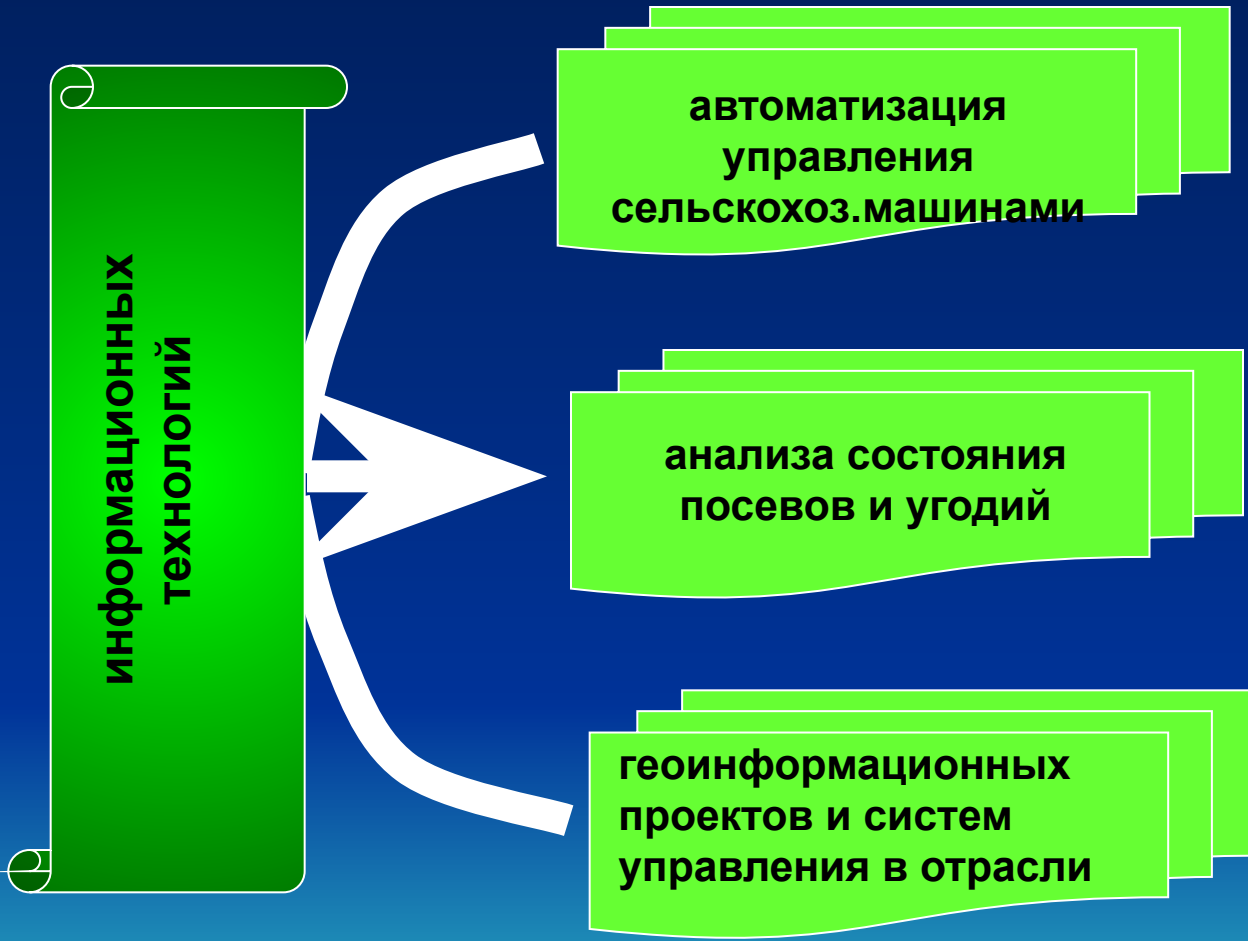 информационных
технологий
автоматизация
управления
сельскохоз.машинами
анализа состояния
посевов и угодий
геоинформационных
проектов и систем
управления в отрасли